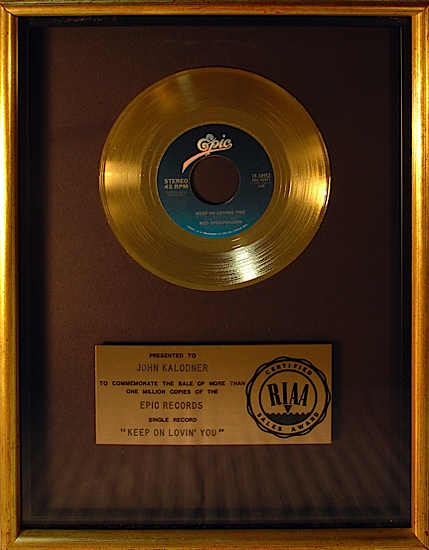 Epic
STEREO
45 RPM
KEEP ON LOVING YOU
REO SPEEDWAGON
PRESENTED TO
JOHN KALODNER
TO COMMEMORATE THE SALE OF MORE THAN
ONE MILLION COPIES OF THE
EPIC RECORDS
SINGLE RECORD
"KEEP ON LOVIN' YOU"
CERTIFIED
RIAA
SALES AWARD